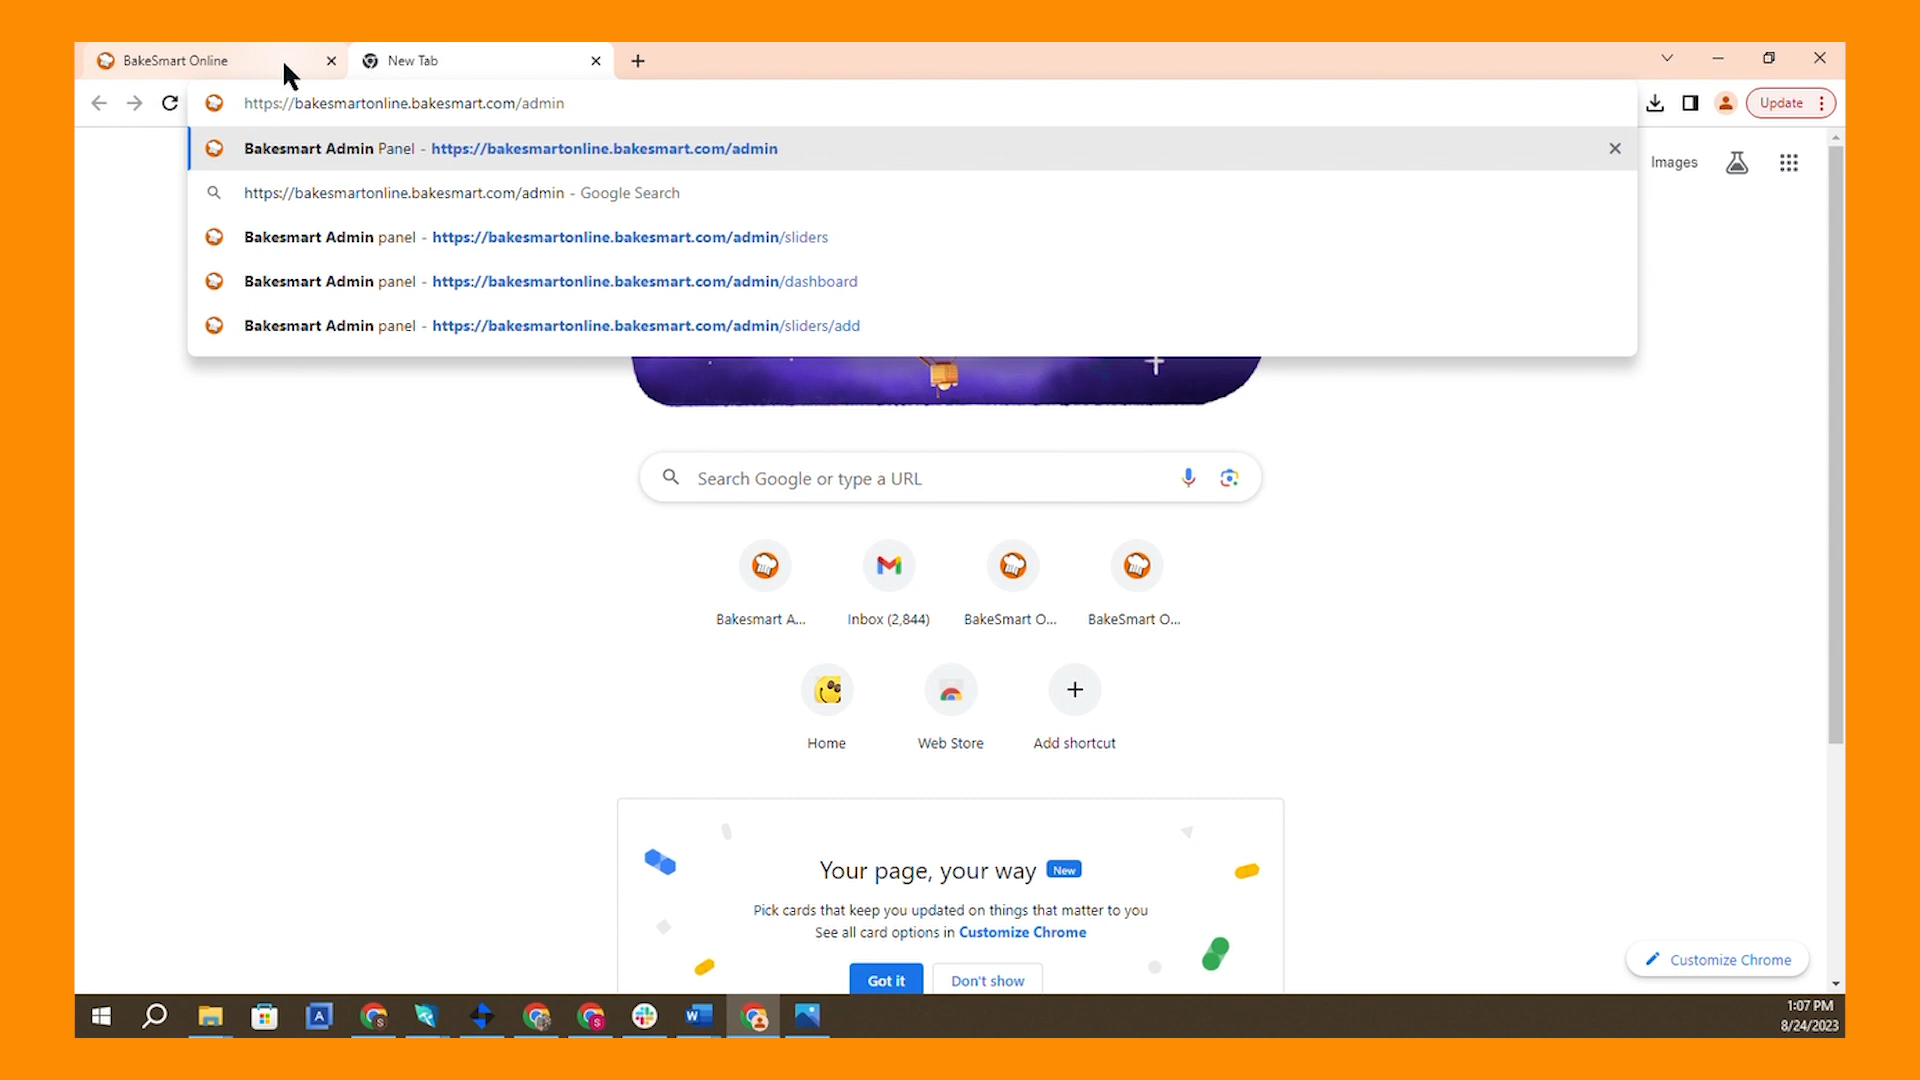 BakeSmart Online
New Tab
https://bakesmartonline.bakesmart.com/admin
Update
Bakesmart Admin Panel - https://bakesmartonline.bakesmart.com/admin
https://bakesmartonline.bakesmart.com/admin - Google Search
Bakesmart Admin panel - https://bakesmartonline.bakesmart.com/admin/sliders
Bakesmart Admin panel - https://bakesmartonline.bakesmart.com/admin/dashboard
Bakesmart Admin panel - https://bakesmartonline.bakesmart.com/admin/sliders/add
Images
Search Google or type a URL
Bakesmart A...
Inbox (2,844)
BakeSmart O...
BakeSmart O...
Home
Web Store
Add shortcut
Your page, your way New
Pick cards that keep you updated on things that matter to you
See all card options in Customize Chrome
Got it
Don't show
Customize Chrome
1:07 PM
8/24/2023